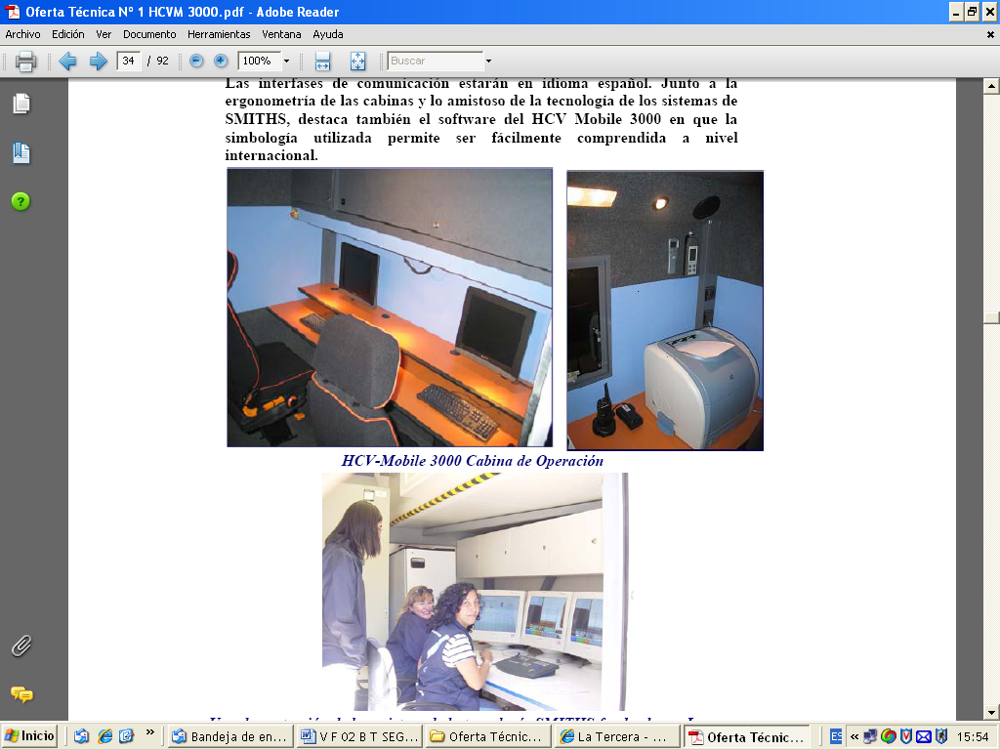 Oferta Técnica Nº 1 HCVM 3000.pdf - Adobe Reader
Archivo Edición Ver Documento Herramientas Ventana Ayuda
34 / 92 100% Buscar
Las interfases de comunicación estarán en idioma español. Junto a la
ergonometría de las cabinas y lo amistoso de la tecnología de los sistemas de
SMITHS, destaca también el software del HCV Mobile 3000 en que la
simbología utilizada permite ser fácilmente comprendida a nivel
internacional.
HCV-Mobile 3000 Cabina de Operación
Inicio » Bandeja de en... V F 02 B T SEG... Oferta Técnic... La Tercera - ... Oferta Técnic... ES « 15:54